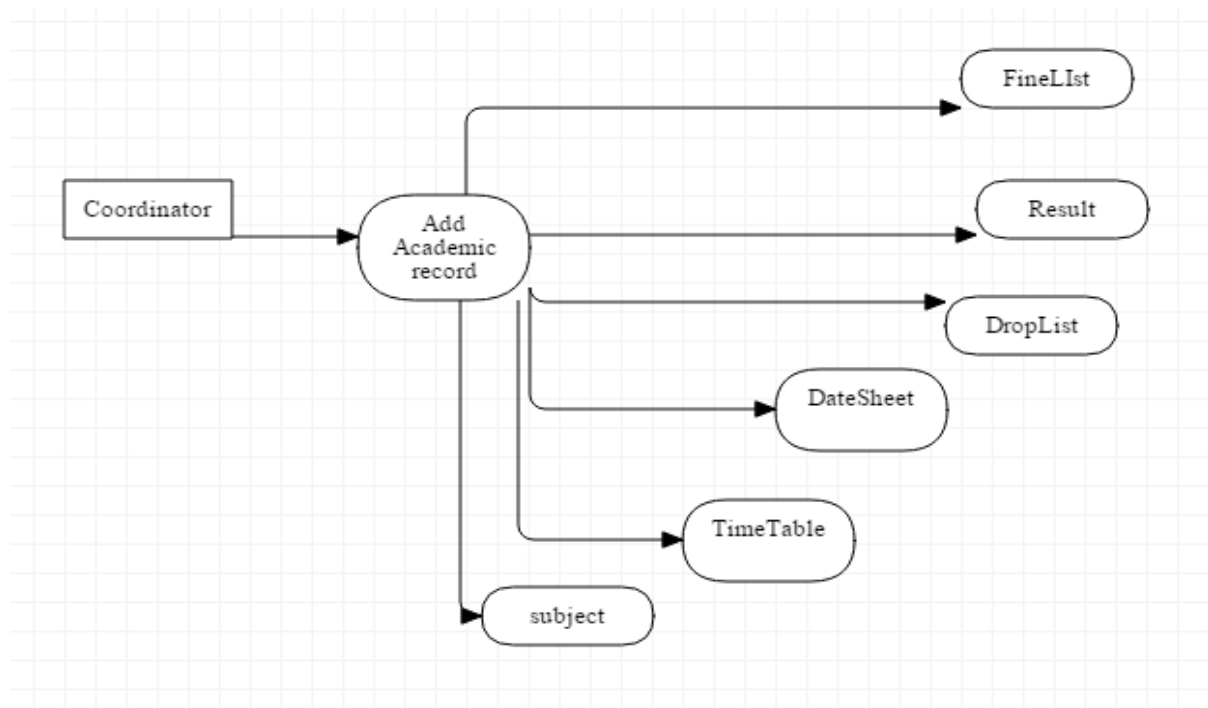 FineLIst
Coordinator
Add
Academic
record
Result
DropList
DateSheet
TimeTable
subject